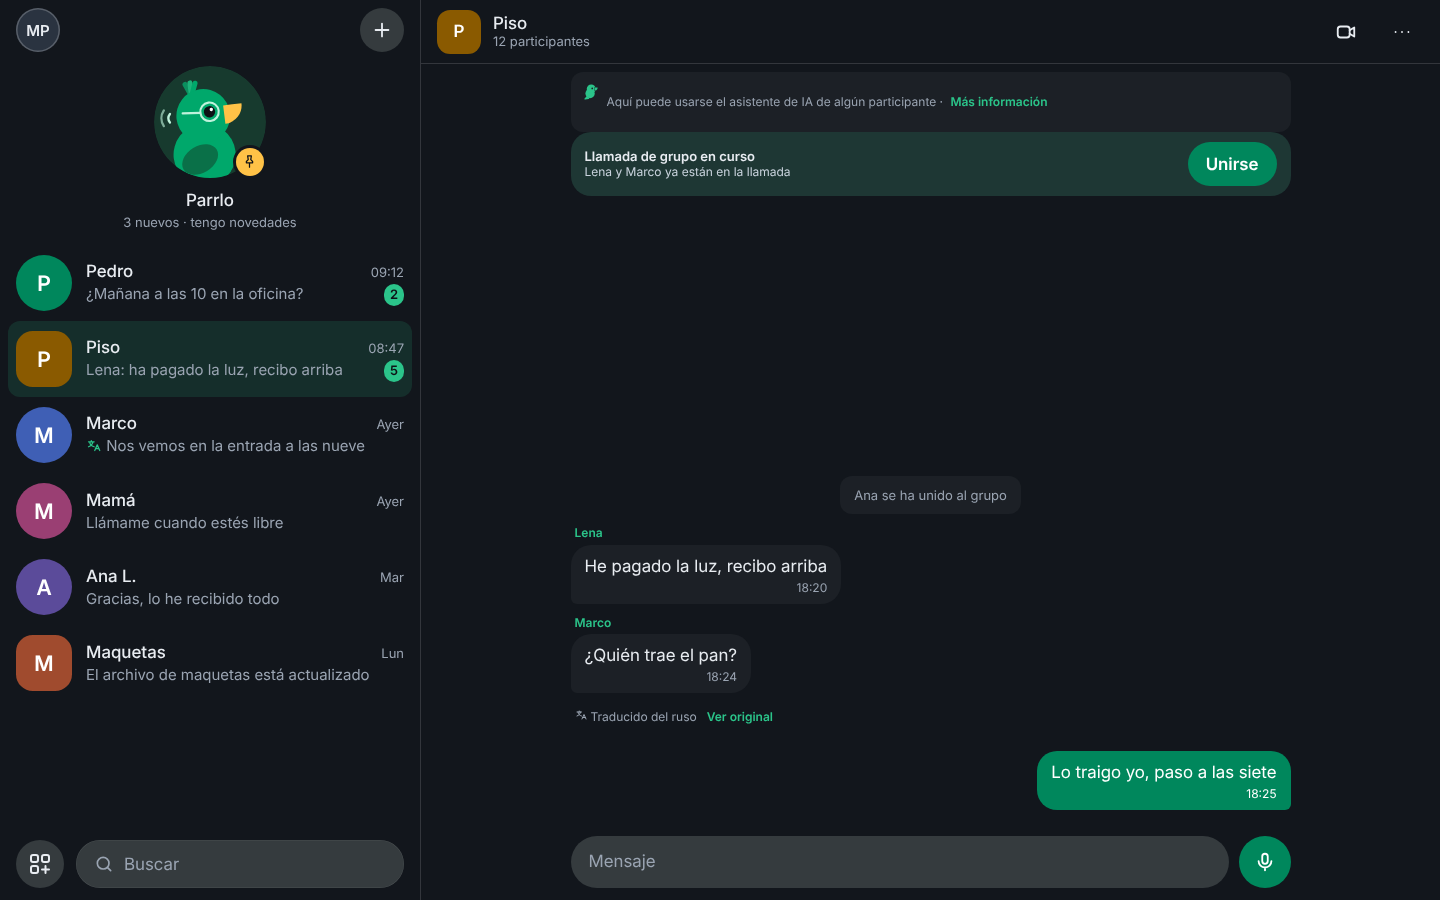 MP
Parrlo
3 nuevos · tengo novedades
P
Pedro
09:12
¿Mañana a las 10 en la oficina?
2
P
Piso
08:47
Lena: ha pagado la luz, recibo arriba
5
M
Marco
Ayer
Nos vemos en la entrada a las nueve
M
Mamá
Ayer
Llámame cuando estés libre
A
Ana L.
Mar
Gracias, lo he recibido todo
M
Maquetas
Lun
El archivo de maquetas está actualizado
Buscar
P
Piso
12 participantes
Aquí puede usarse el asistente de IA de algún participante · Más información
Llamada de grupo en curso
Lena y Marco ya están en la llamada
Unirse
Ana se ha unido al grupo
Lena
He pagado la luz, recibo arriba
18:20
Marco
¿Quién trae el pan?
18:24
Traducido del ruso Ver original
Lo traigo yo, paso a las siete
18:25
Mensaje